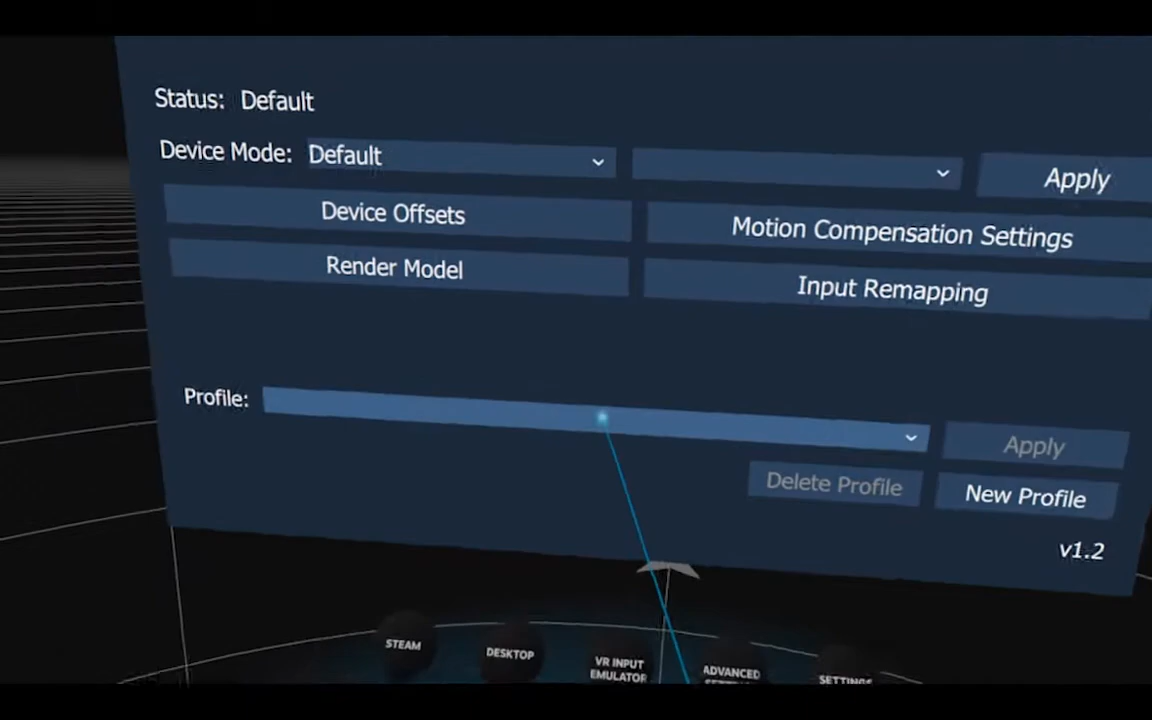 Status: Default
Device Mode: Default
Apply
Device Offsets
Motion Compensation Settings
Render Model
Input Remapping
Profile:
Apply
Delete Profile
New Profile
v1.2
STEAM
DESKTOP
VR INPUT
EMULATOR
ADVANCED
SETTINGS